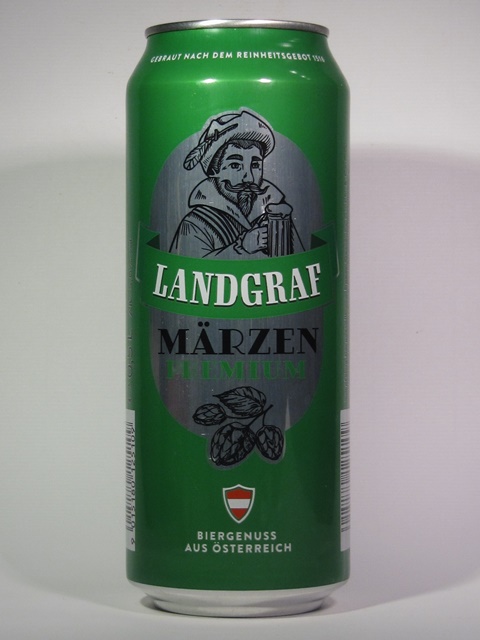 GEBRAUT NACH DEM REINHEITSGEBOT 1516
LANDGRAF
MÄRZEN
PREMIUM
BIERGENUSS
AUS ÖSTERREICH